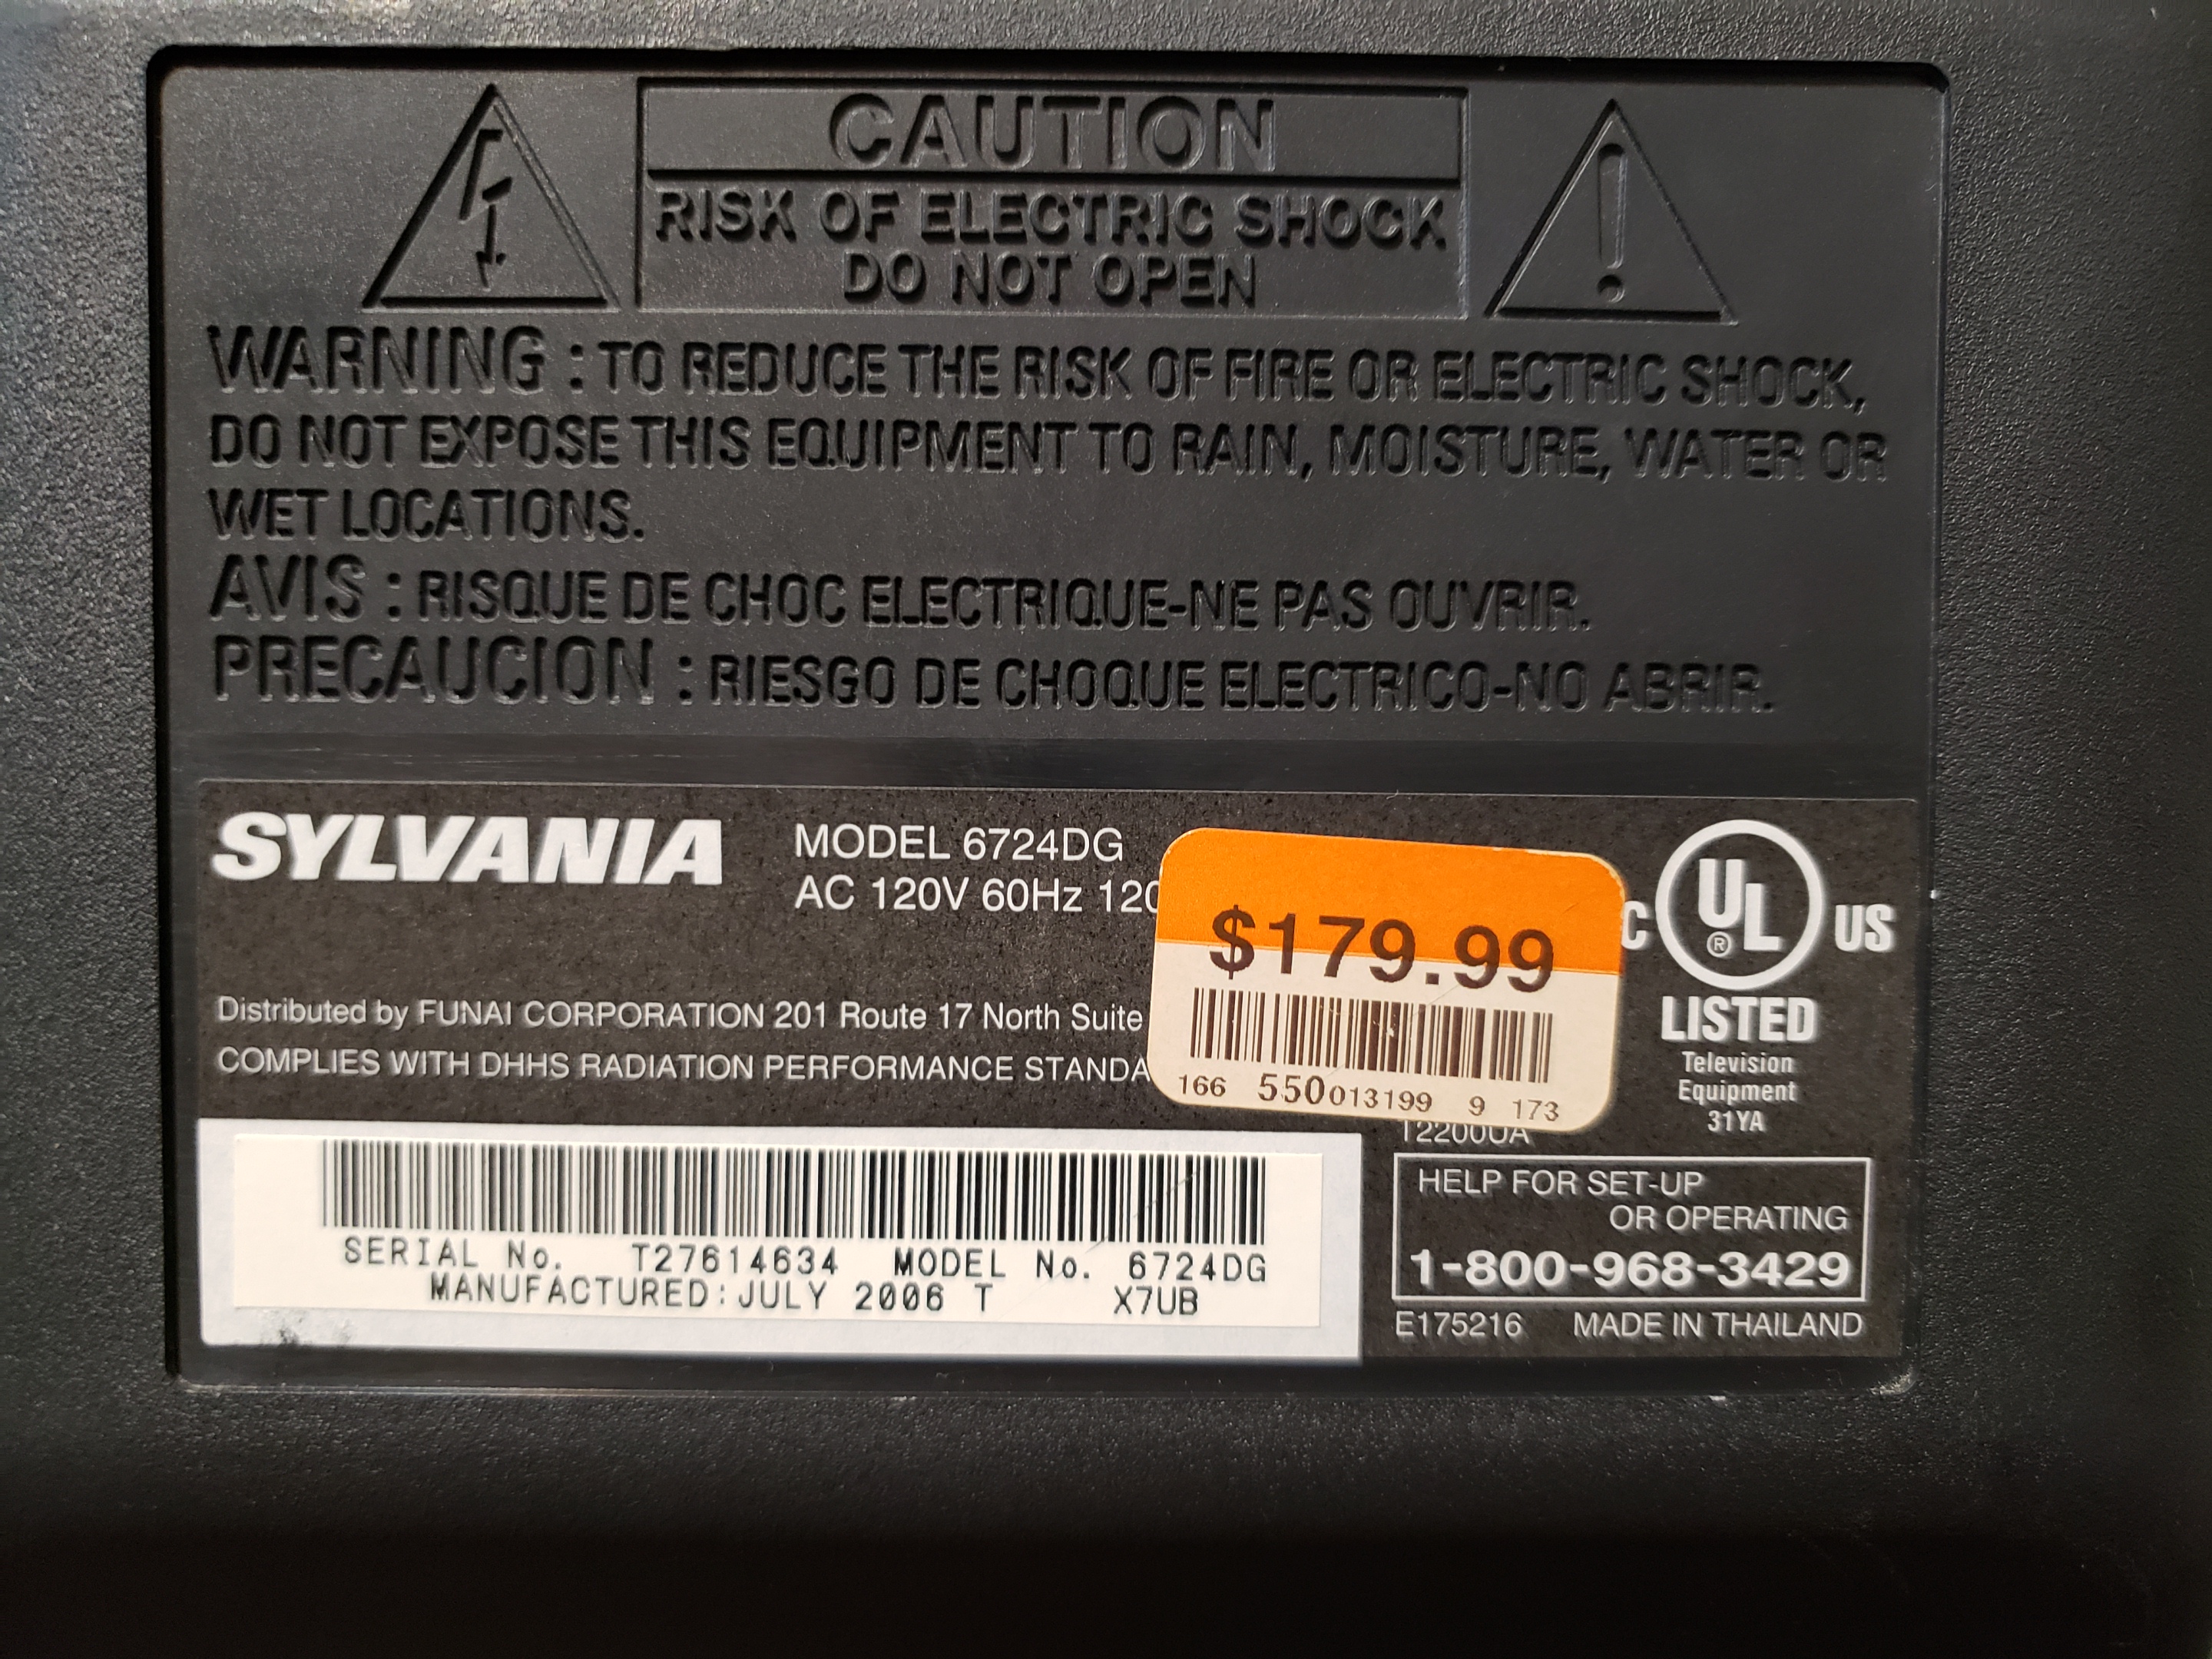 CAUTION
RISK OF ELECTRIC SHOCK
DO NOT OPEN
WARNING : TO REDUCE THE RISK OF FIRE OR ELECTRIC SHOCK,
DO NOT EXPOSE THIS EQUIPMENT TO RAIN, MOISTURE, WATER OR
WET LOCATIONS.
AVIS : RISQUE DE CHOC ELECTRIQUE-NE PAS OUVRIR.
PRECAUCION : RIESGO DE CHOQUE ELECTRICO-NO ABRIR.
SYLVANIA
MODEL 6724DG
AC 120V 60Hz 120
Distributed by FUNAI CORPORATION 201 Route 17 North Suite
COMPLIES WITH DHHS RADIATION PERFORMANCE STANDA
$179.99
166 550013199 9 173
C UL® US
LISTED
Television
Equipment
31YA
T2200UA
SERIAL No. T27614634 MODEL No. 6724DG
MANUFACTURED:JULY 2006 T X7UB
HELP FOR SET-UP
OR OPERATING
1-800-968-3429
E175216 MADE IN THAILAND